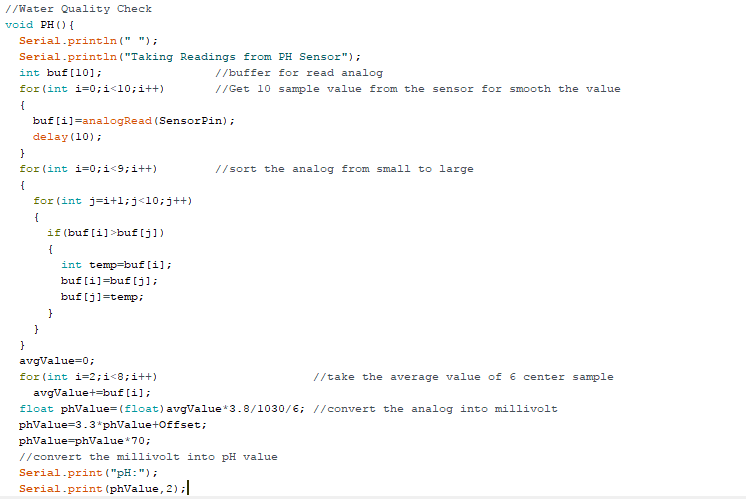 //Water Quality Check
void PH(){
  Serial.println(" ");
  Serial.println("Taking Readings from PH Sensor");
  int buf[10];                //buffer for read analog
  for(int i=0;i<10;i++)       //Get 10 sample value from the sensor for smooth the value
  {
    buf[i]=analogRead(SensorPin);
    delay(10);
  }
  for(int i=0;i<9;i++)        //sort the analog from small to large
  {
    for(int j=i+1;j<10;j++)
    {
      if(buf[i]>buf[j])
      {
        int temp=buf[i];
        buf[i]=buf[j];
        buf[j]=temp;
      }
    }
  }
  avgValue=0;
  for(int i=2;i<8;i++)                      //take the average value of 6 center sample
    avgValue+=buf[i];
  float phValue=(float)avgValue*3.8/1030/6; //convert the analog into millivolt
  phValue=3.3*phValue+Offset;
  phValue=phValue*70;
  //convert the millivolt into pH value
  Serial.print("pH:");
  Serial.print(phValue,2);